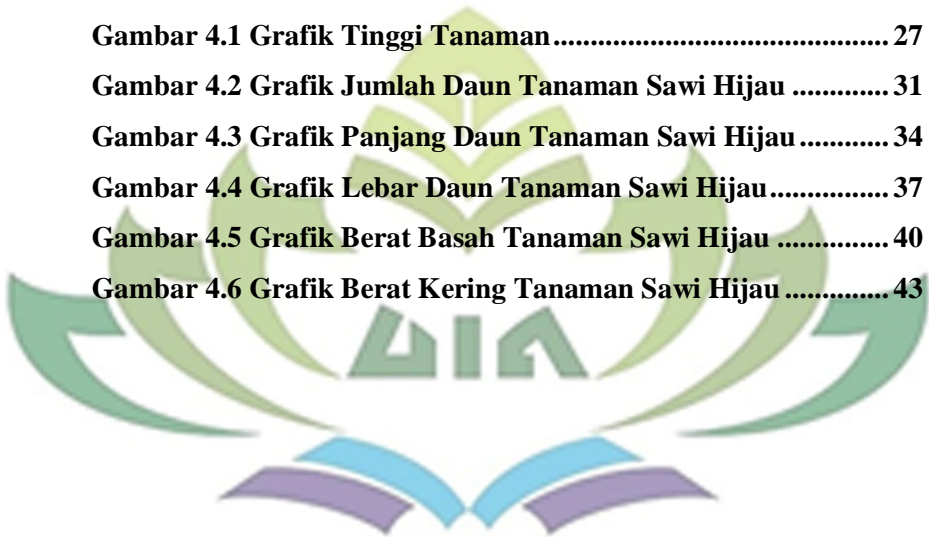 Gambar 4.1 Grafik Tinggi Tanaman.......................................... 27
Gambar 4.2 Grafik Jumlah Daun Tanaman Sawi Hijau ............. 31
Gambar 4.3 Grafik Panjang Daun Tanaman Sawi Hijau............ 34
Gambar 4.4 Grafik Lebar Daun Tanaman Sawi Hijau............... 37
Gambar 4.5 Grafik Berat Basah Tanaman Sawi Hijau .............. 40
Gambar 4.6 Grafik Berat Kering Tanaman Sawi Hijau ............. 43
UIN